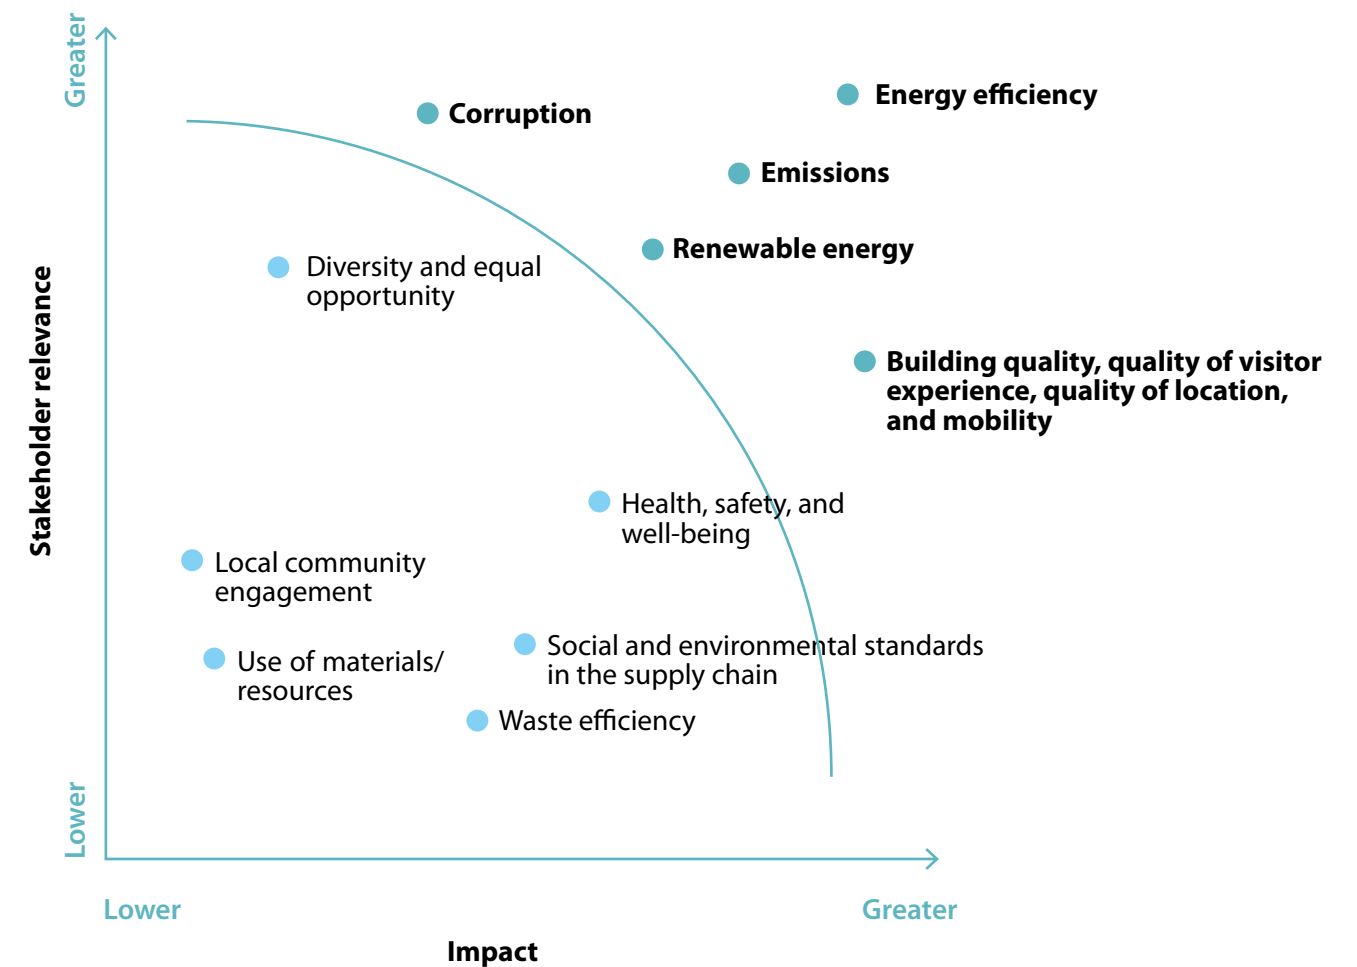 Greater
Energy efficiency
Corruption
Emissions
Renewable energy
Diversity and equal
opportunity
Stakeholder relevance
Building quality, quality of visitor
experience, quality of location,
and mobility
Health, safety, and
well-being
Local community
engagement
Social and environmental standards
in the supply chain
Use of materials/
resources
Waste efficiency
Lower
Lower
Greater
Impact